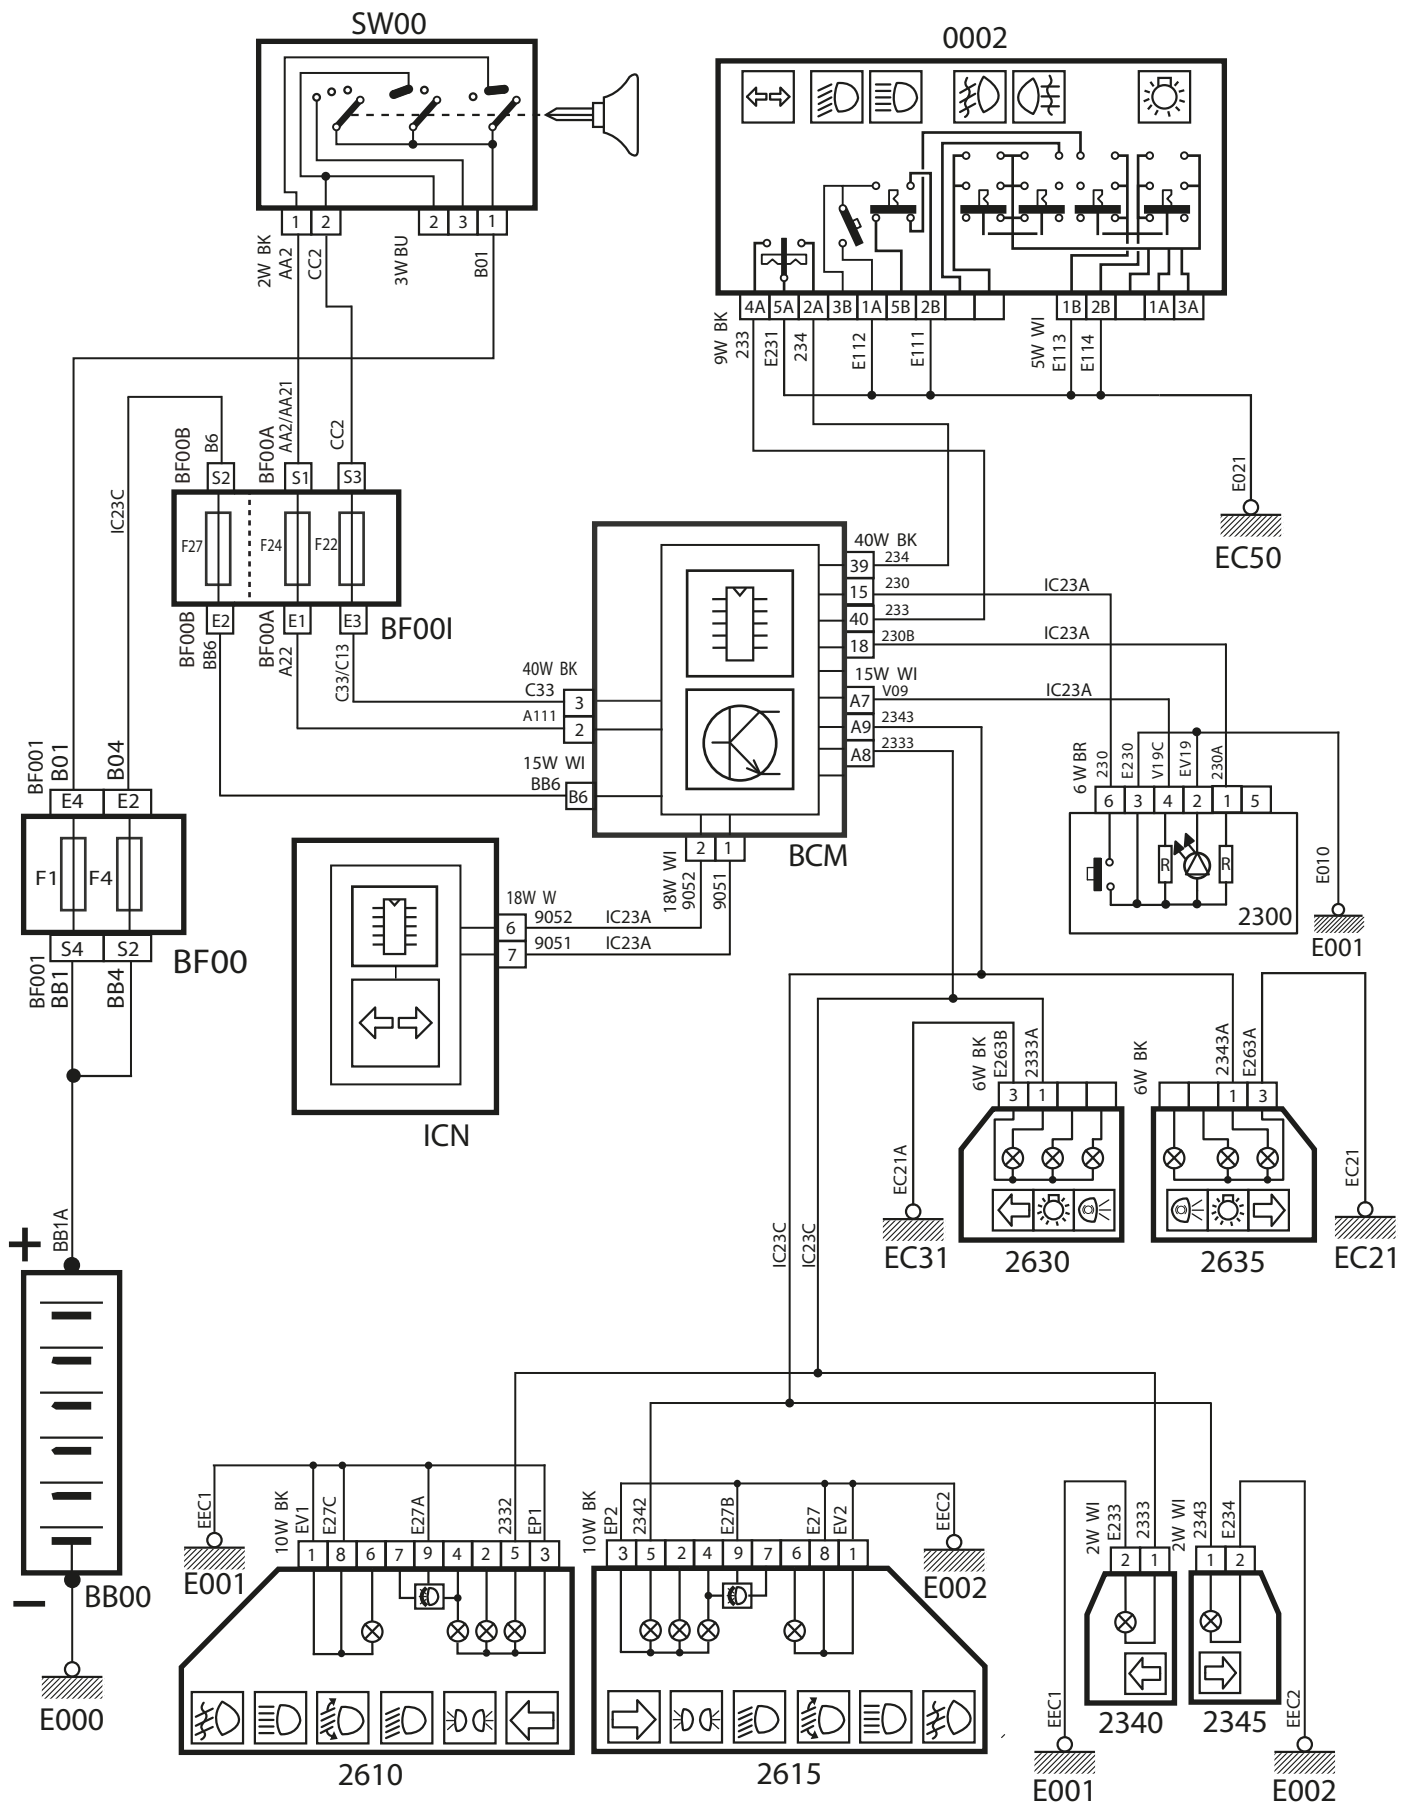 SW00
1
2
2
3
1
2W BK
AA2
CC2
3W BU
B01
0002
4A
5A
2A
3B
1A
5B
2B
1B
2B
1A
3A
9W BK
233
E231
234
E112
E111
5W WI
E113
E114
E021
EC50
BF00B
B6
BF00A
AA2/AA21
CC2
IC23C
S2
S1
S3
F27
F24
F22
E2
E1
E3
BF00I
BF00B
BB6
BF00A
A22
C33/C13
40W BK
C33
3
A111
2
15W WI
BB6
B6
40W BK
39
234
15
230
IC23A
40
233
18
230B
IC23A
15W WI
A7
V09
IC23A
A9
2343
A8
2333
2
1
BCM
18W WI
9052
9051
6W BR
230
E230
V19C
EV19
230A
6
3
4
2
1
5
R
R
2300
E010
E001
BF001
B01
B04
E4
E2
F1
F4
S4
S2
BF00
BF001
BB1
BB4
18W W
6
9052
IC23A
7
9051
IC23A
ICN
6W BK
E263B
2333A
3
1
6W BK
2343A
E263A
1
3
EC21A
EC31
2630
2635
EC21
EC21
IC23C
IC23C
+
BB1A
−
BB00
E000
EEC1
E001
10W BK
EV1
E27C
E27A
2332
EP1
1
8
6
7
9
4
2
5
3
2610
10W BK
EP2
2342
E27B
E27
EV2
3
5
2
4
9
7
6
8
1
EEC2
E002
2615
2W WI
E233
2333
2
1
2W WI
2343
E234
1
2
EEC1
E001
2340
2345
EEC2
E002